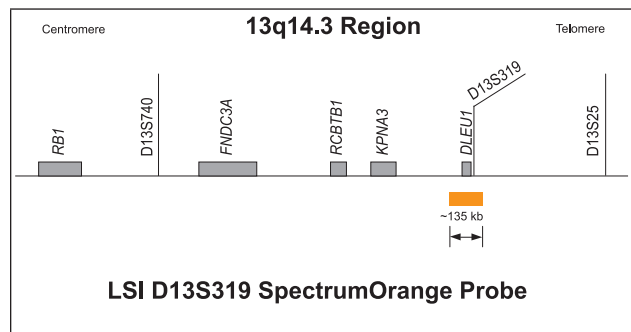 13q14.3 Region
Centromere
Telomere
RB1
D13S740
FNDC3A
RCBTB1
KPNA3
DLEU1
D13S319
D13S25
~135 kb
LSI D13S319 SpectrumOrange Probe